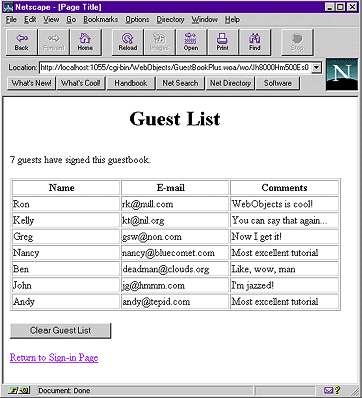 Netscape - [Page Title]
File Edit View Go Bookmarks Options Directory Window Help
Back Forward Home Reload Images Open Print Find Stop
Location: http://localhost:1055/cgi-bin/WebObjects/GuestBookPlus.woa/wo/Jh8000Hm500Es0
N
What's New! What's Cool! Handbook Net Search Net Directory Software
Guest List
7 guests have signed this guestbook.
Name E-mail Comments
Ron rk@null.com WebObjects is cool!
Kelly kt@nil.org You can say that again...
Greg gsw@non.com Now I get it!
Nancy nancy@bluecomet.com Most excellent tutorial
Ben deadman@clouds.org Like, wow, man
John jg@hmmm.com I'm jazzed!
Andy andy@tepid.com Most excellent tutorial
Clear Guest List
Return to Sign-in Page
Document: Done